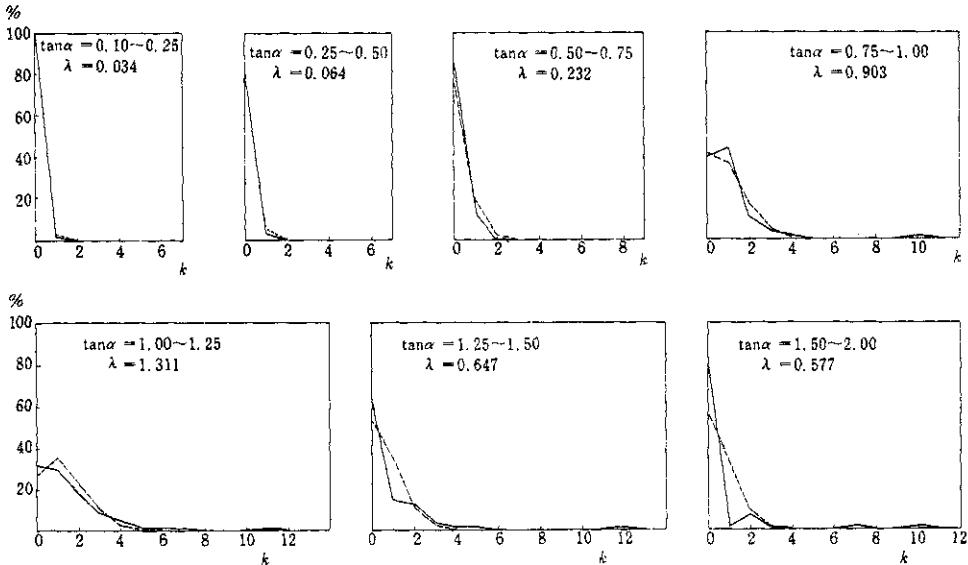 %
100
80
60
40
20
tanα = 0.10~0.25
λ = 0.034
0 2 4 6
k
tanα = 0.25~0.50
λ = 0.064
0 2 4 6
k
tanα = 0.50~0.75
λ = 0.232
0 2 4 6 8
k
tanα = 0.75~1.00
λ = 0.903
0 2 4 6 8 10 12
k
%
100
80
60
40
20
tanα = 1.00~1.25
λ = 1.311
0 2 4 6 8 10 12
k
tanα = 1.25~1.50
λ = 0.647
0 2 4 6 8 10 12
k
tanα = 1.50~2.00
λ = 0.577
0 2 4 6 8 10 12
k